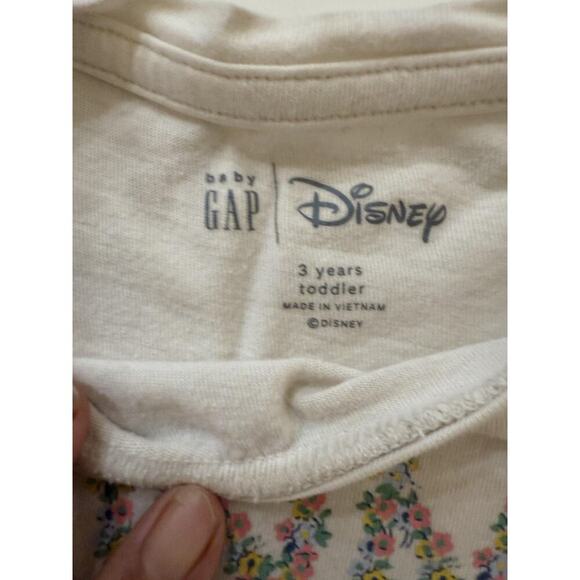 baby
GAP | Disney
3 years
toddler
MADE IN VIETNAM
©DISNEY